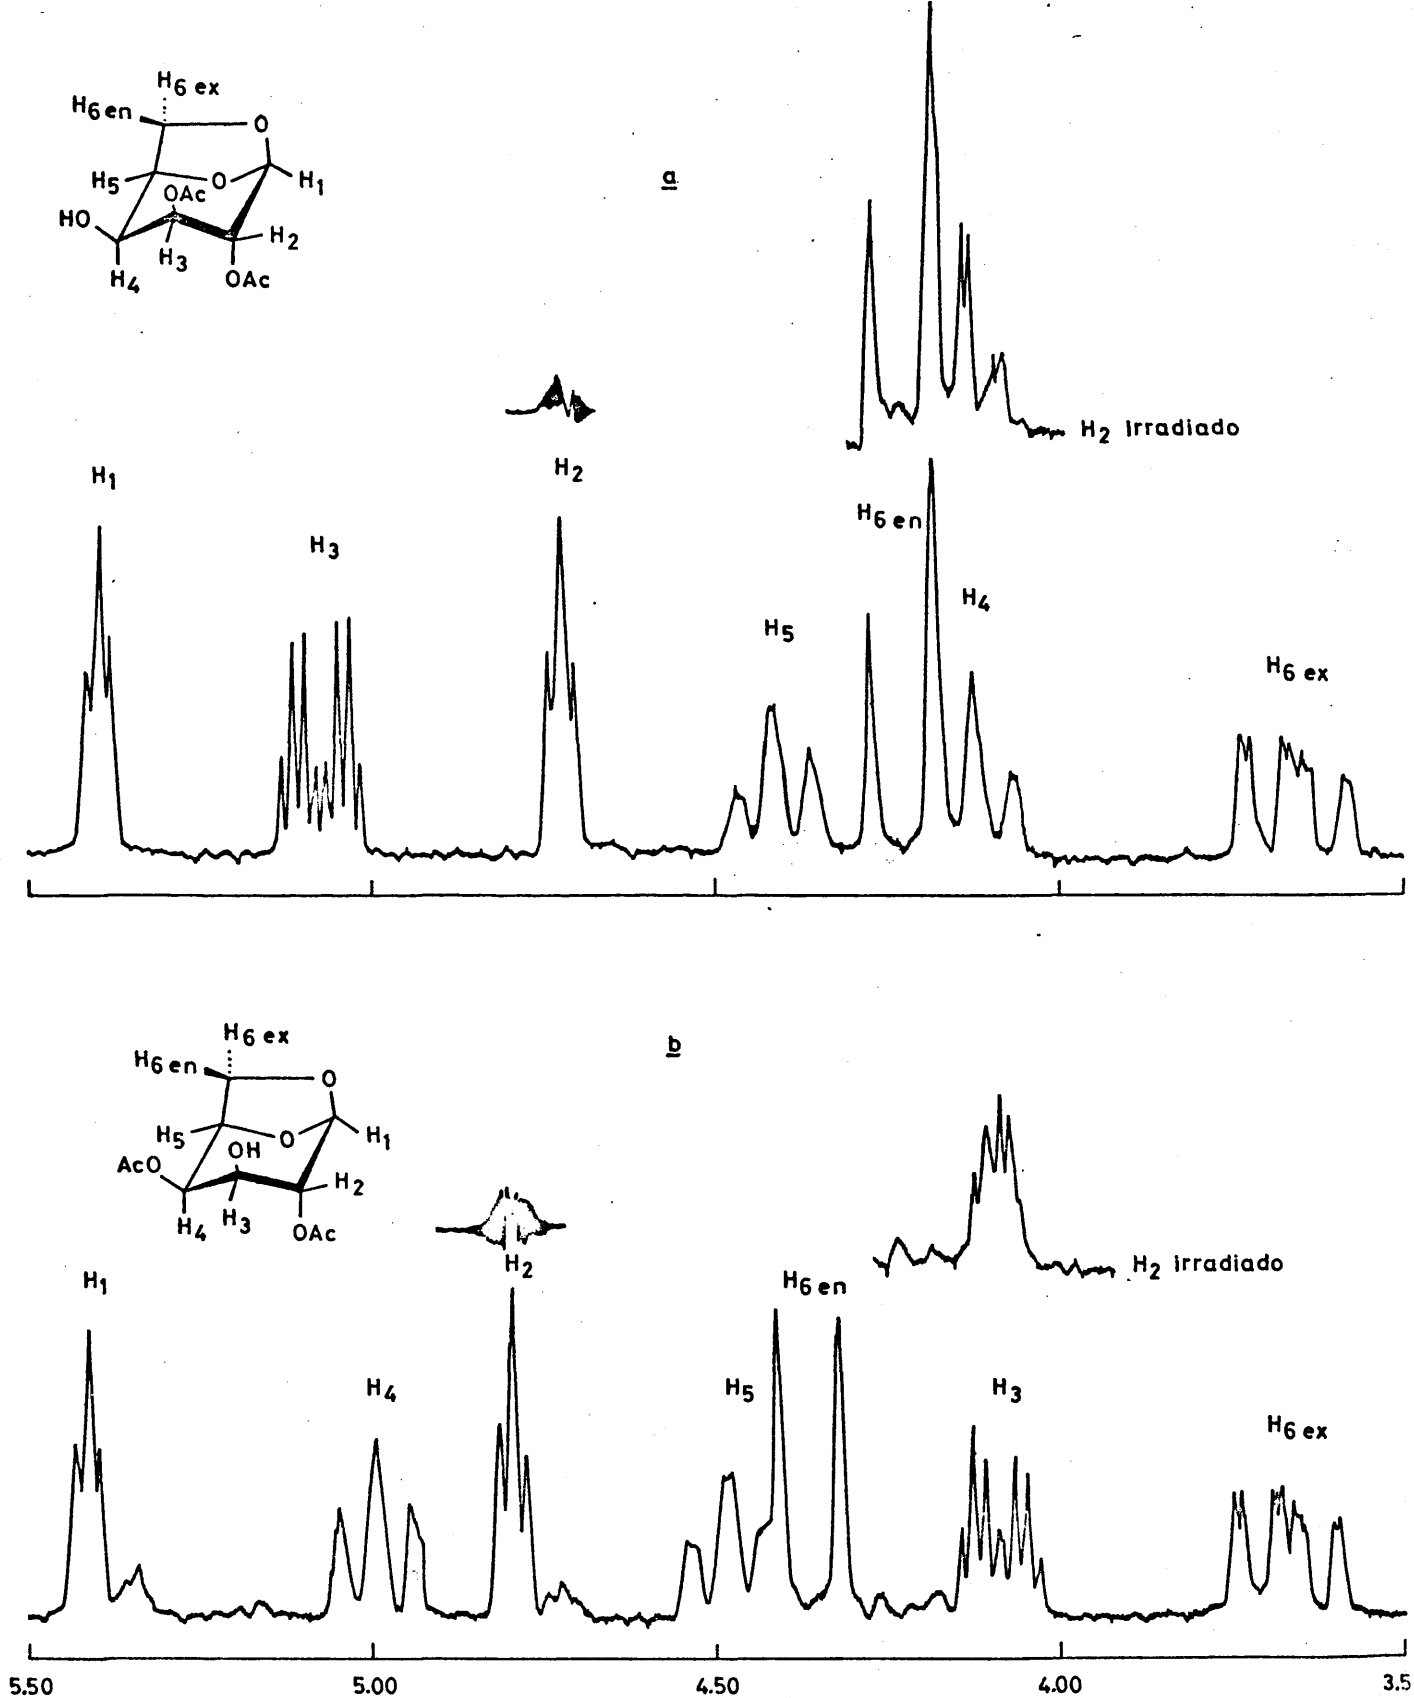 H6 ex
H6 en
O
H5
O
H1
OAc
HO
H2
H3
H4
OAc
a
H2 irradiado
H1
H2
H3
H6 en
H4
H5
H6 ex
H6 ex
H6 en
O
b
H5
O
H1
OH
AcO
H2
H3
H4
OAc
H2
H2 irradiado
H1
H6 en
H4
H5
H3
H6 ex
5.50 5.00 4.50 4.00 3.5